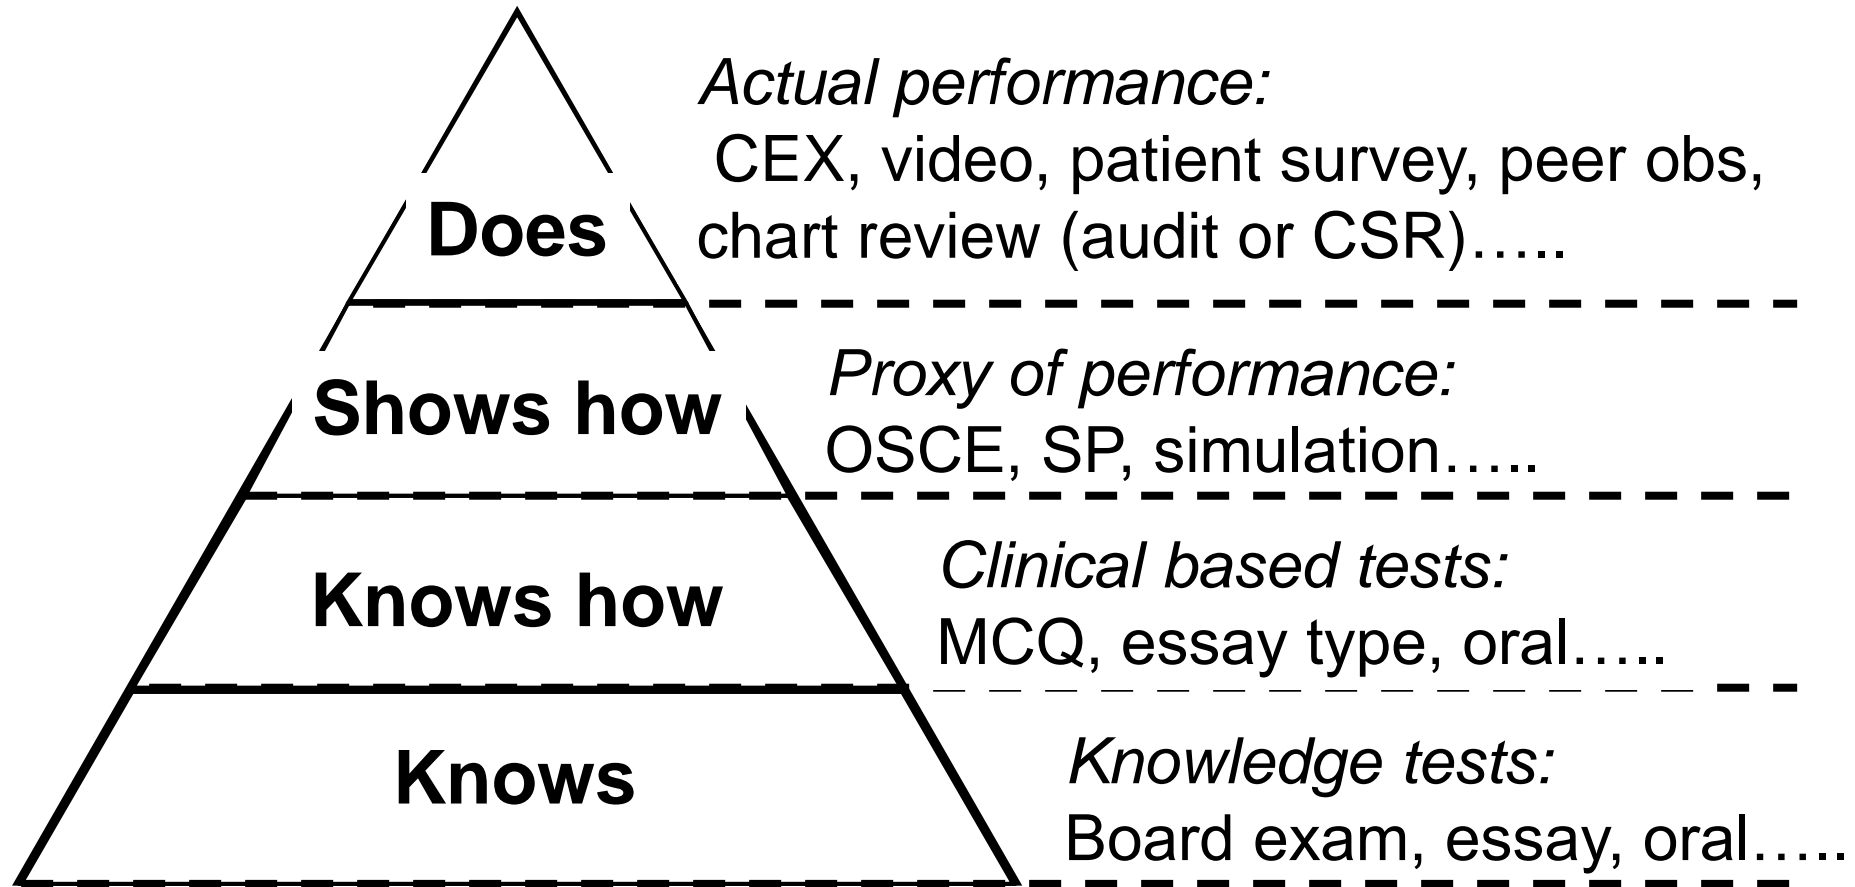 Actual performance:
CEX, video, patient survey, peer obs,
Does
chart review (audit or CSR)…..
Proxy of performance:
Shows how
OSCE, SP, simulation…..
Clinical based tests:
Knows how
MCQ, essay type, oral…..
Knowledge tests:
Knows
Board exam, essay, oral…..